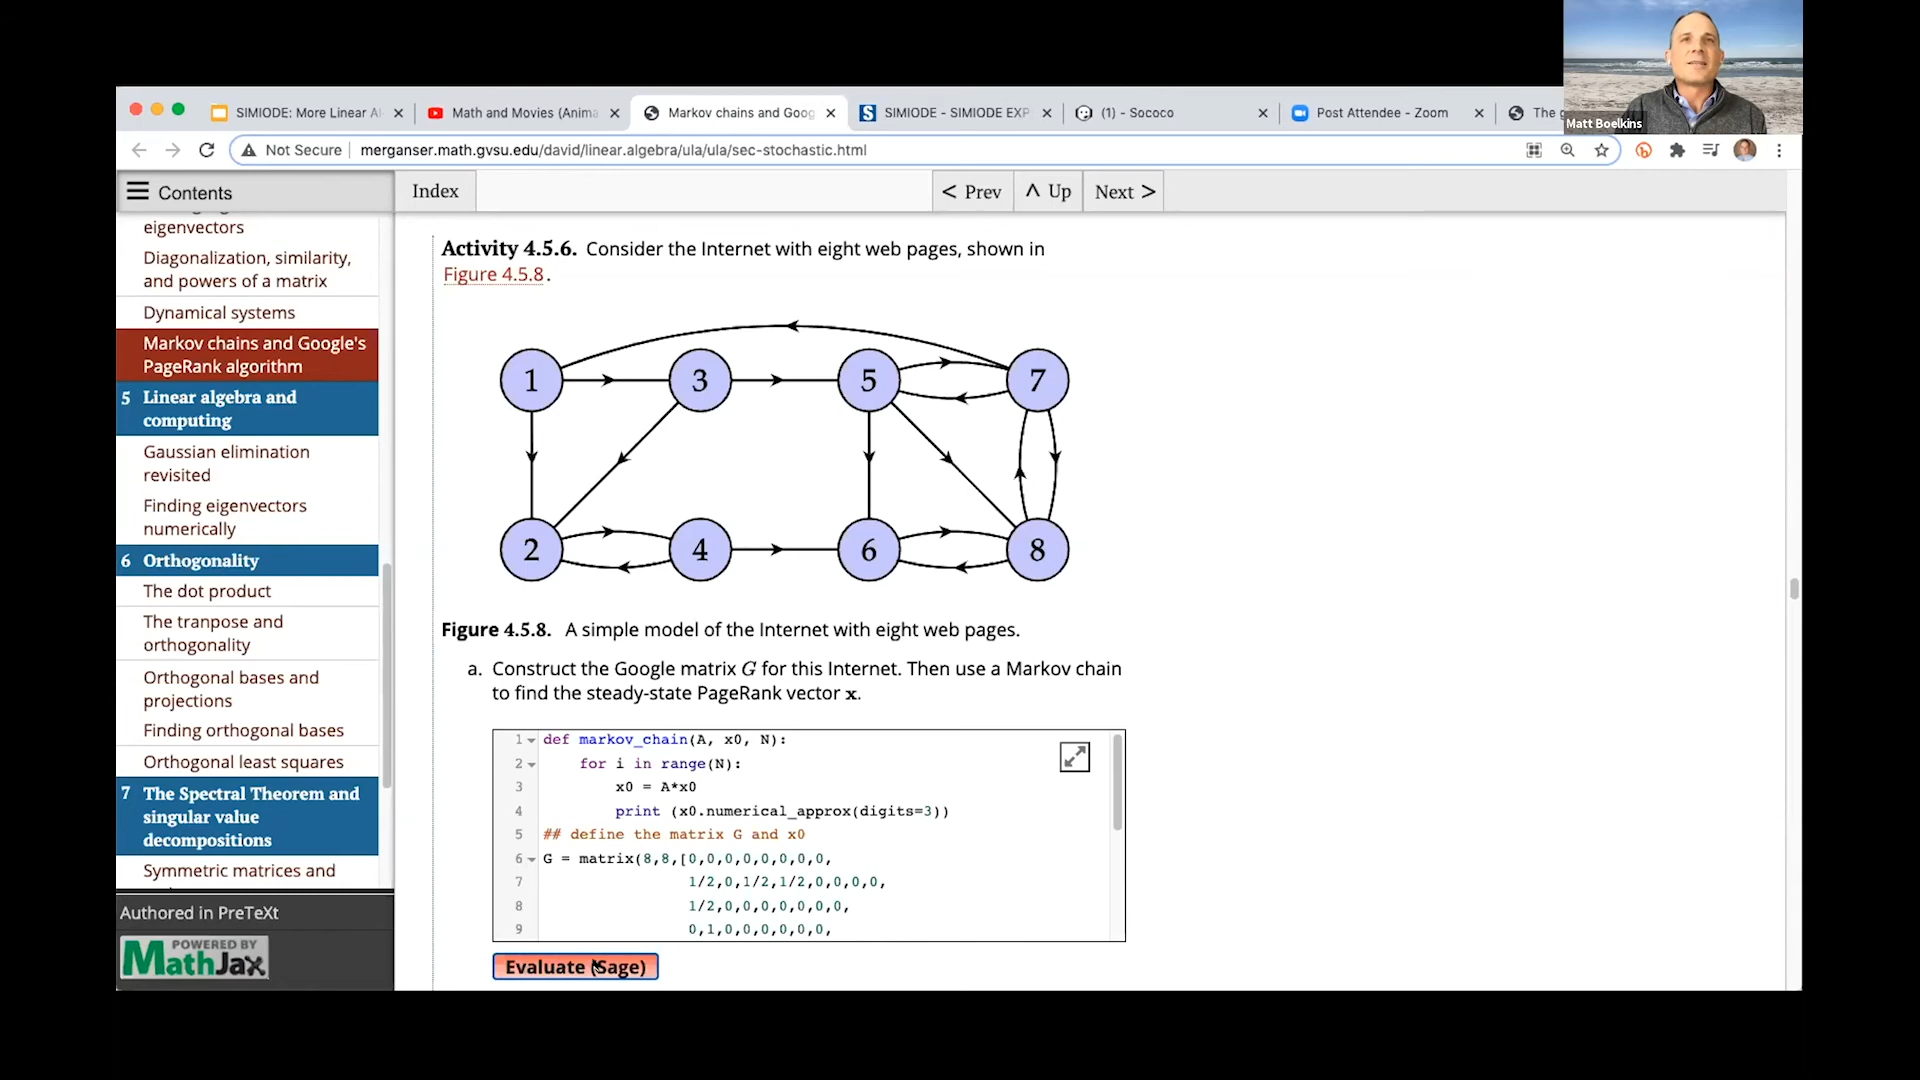 SIMIODE: More Linear Al
Math and Movies (Anima
Markov chains and Goog
SIMIODE - SIMIODE EXP
(1) - Sococo
Post Attendee - Zoom
The g
Matt Boelkins
Not Secure
merganser.math.gvsu.edu/david/linear.algebra/ula/ula/sec-stochastic.html
Contents
Index
< Prev
Up
Next >
eigenvectors
Diagonalization, similarity,
and powers of a matrix
Dynamical systems
Markov chains and Google's
PageRank algorithm
5 Linear algebra and
computing
Gaussian elimination
revisited
Finding eigenvectors
numerically
6 Orthogonality
The dot product
The tranpose and
orthogonality
Orthogonal bases and
projections
Finding orthogonal bases
Orthogonal least squares
7 The Spectral Theorem and
singular value
decompositions
Symmetric matrices and
Authored in PreTeXt
POWERED BY
MathJax
Activity 4.5.6. Consider the Internet with eight web pages, shown in
Figure 4.5.8.
1 3 5 7
2 4 6 8
Figure 4.5.8. A simple model of the Internet with eight web pages.
a. Construct the Google matrix G for this Internet. Then use a Markov chain
to find the steady-state PageRank vector x.
1 def markov_chain(A, x0, N):
2 for i in range(N):
3 x0 = A*x0
4 print (x0.numerical_approx(digits=3))
5 ## define the matrix G and x0
6 G = matrix(8,8,[0,0,0,0,0,0,0,0,
7 1/2,0,1/2,1/2,0,0,0,0,
8 1/2,0,0,0,0,0,0,0,
9 0,1,0,0,0,0,0,0,
Evaluate (Sage)